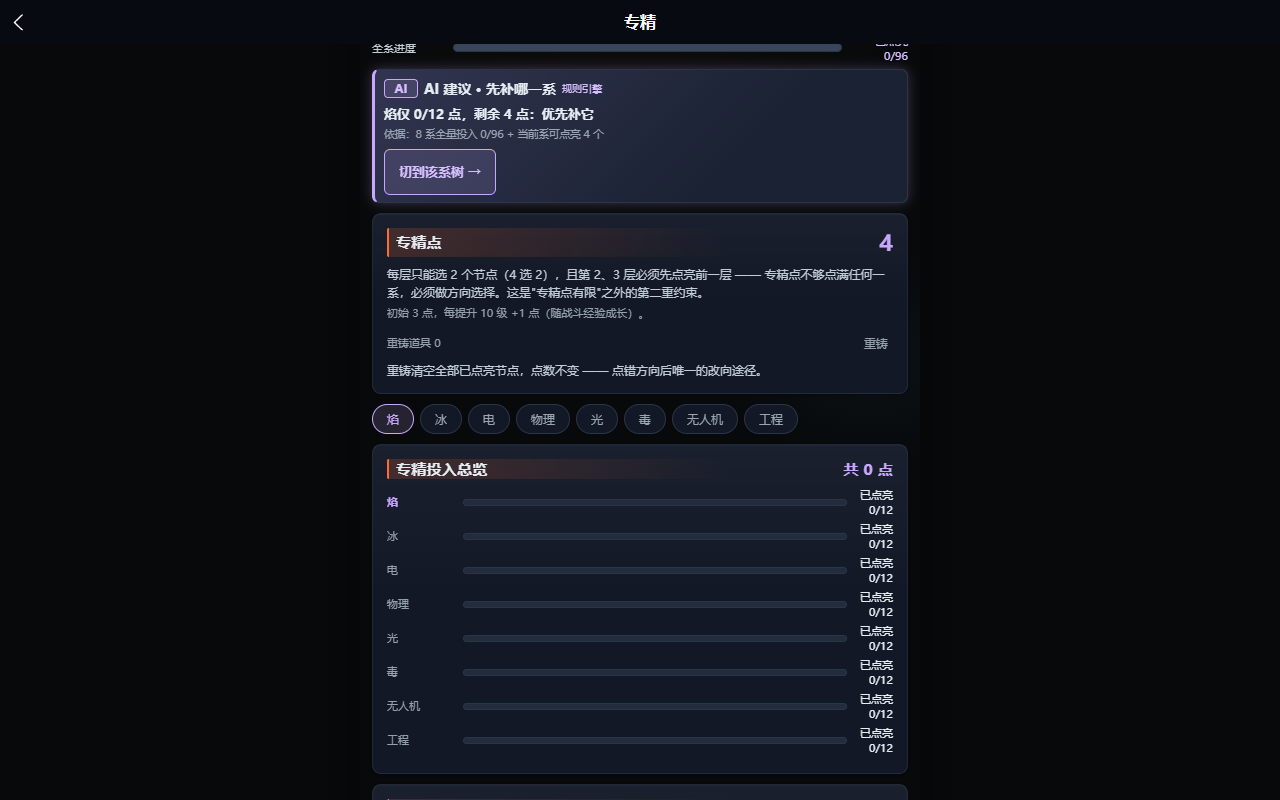 专精
全系进度
0/96
AI AI 建议 • 先补哪一系 规则引擎
焰仅 0/12 点，剩余 4 点：优先补它
依据：8 系全量投入 0/96 + 当前系可点亮 4 个
切到该系树 →
专精点 4
每层只能选 2 个节点（4 选 2），且第 2、3 层必须先点亮前一层 —— 专精点不够点满任何一
系，必须做方向选择。这是"专精点有限"之外的第二重约束。
初始 3 点，每提升 10 级 +1 点（随战斗经验成长）。
重铸道具 0 重铸
重铸清空全部已点亮节点，点数不变 —— 点错方向后唯一的改向途径。
焰 冰 电 物理 光 毒 无人机 工程
专精投入总览 共 0 点
焰 已点亮
0/12
冰 已点亮
0/12
电 已点亮
0/12
物理 已点亮
0/12
光 已点亮
0/12
毒 已点亮
0/12
无人机 已点亮
0/12
工程 已点亮
0/12